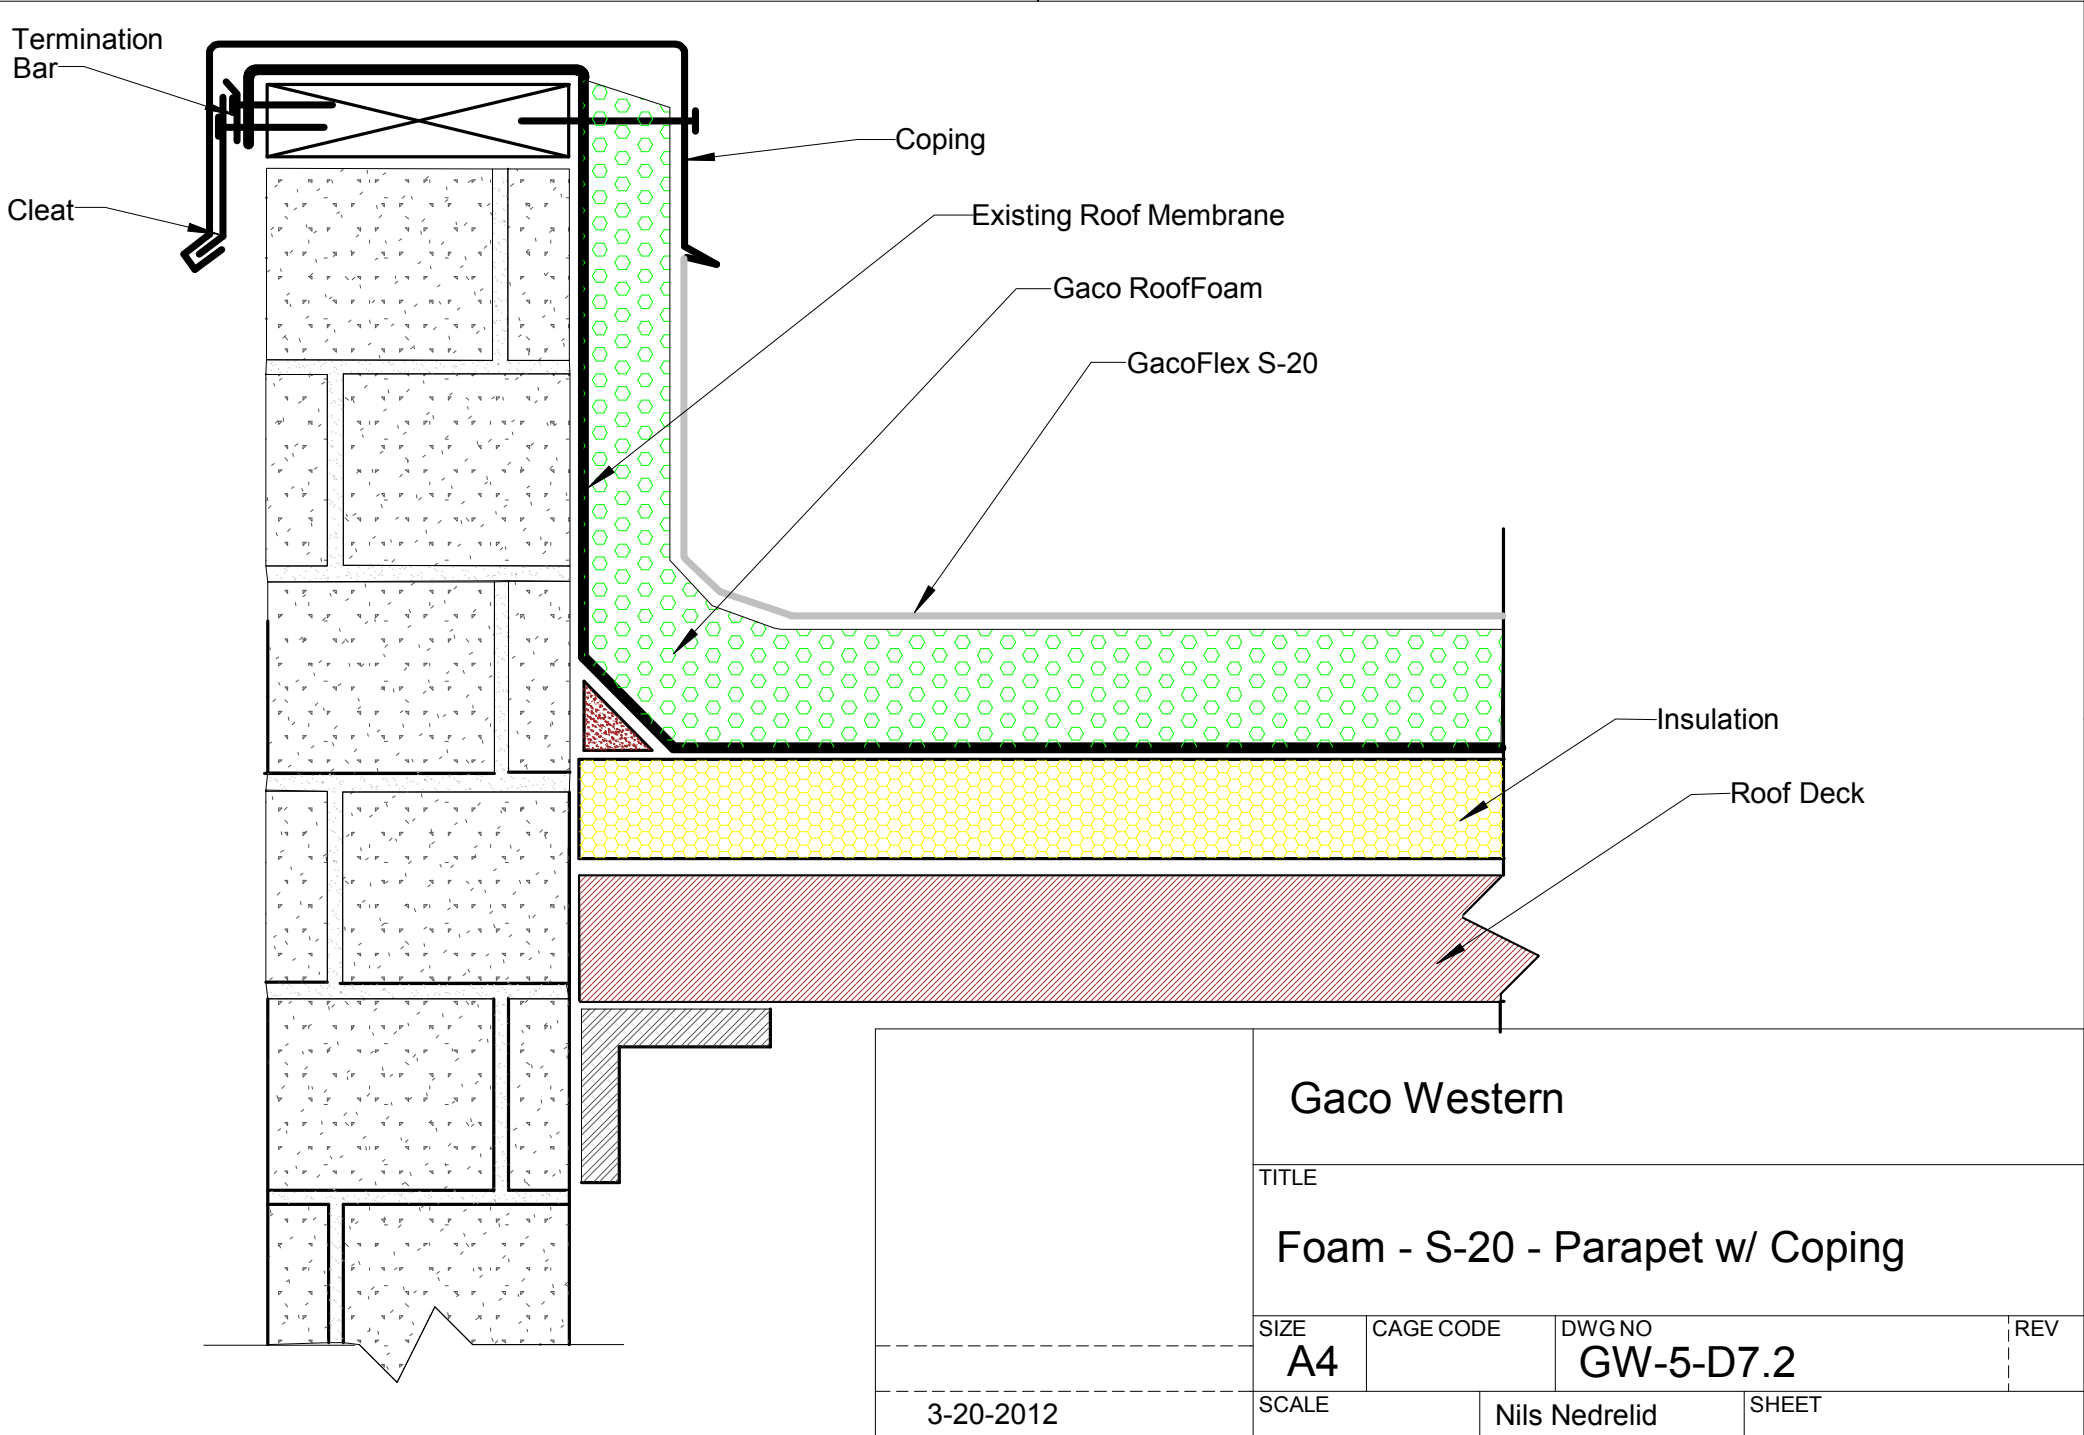 Termination
Bar
Coping
Cleat
Existing Roof Membrane
Gaco RoofFoam
GacoFlex S-20
Insulation
Roof Deck
Gaco Western
TITLE
Foam - S-20 - Parapet w/ Coping
SIZE
A4
CAGE CODE
DWG NO
GW-5-D7.2
REV
3-20-2012
SCALE
Nils Nedrelid
SHEET